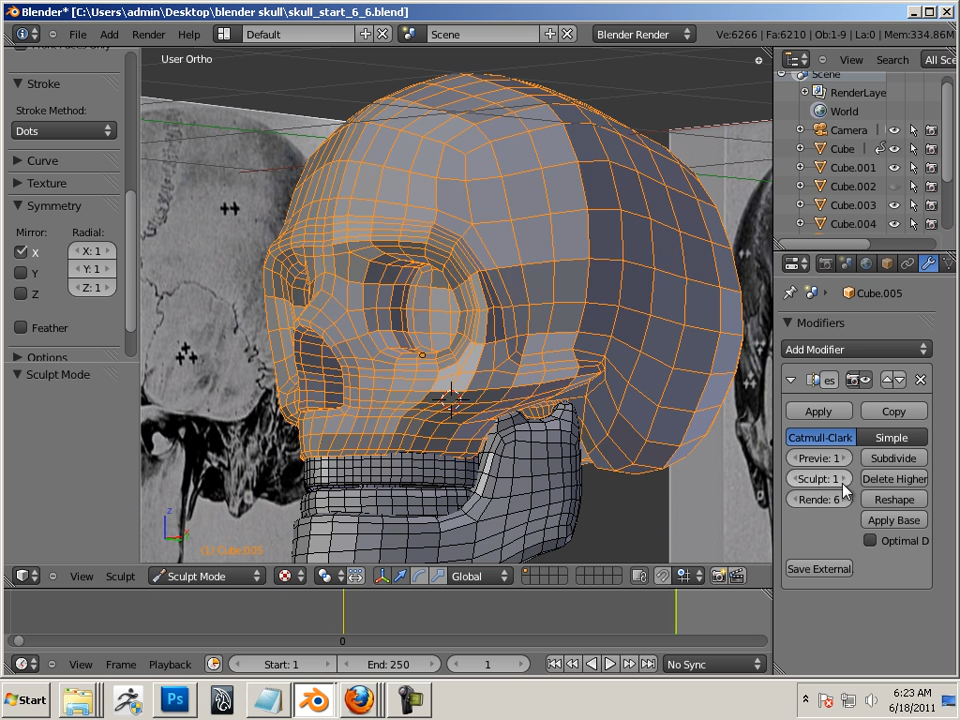 Blender* [C:\Users\admin\Desktop\blender skull\skull_start_6_6.blend]
File Add Render Help Default Scene Blender Render Ve:6266 | Fa:6210 | Ob:1-9 | La:0 | Mem:334.86M
User Ortho
View Search All Sce
Scene
RenderLaye
World
Camera
Cube
Cube.001
Cube.002
Cube.003
Cube.004
Stroke
Stroke Method:
Dots
Curve
Texture
Symmetry
Mirror: Radial:
X X: 1
Y Y: 1
Z Z: 1
Feather
Options
Sculpt Mode
Cube.005
Modifiers
Add Modifier
es
Apply Copy
Catmull-Clark Simple
Previe: 1 Subdivide
Sculpt: 1 Delete Higher
Rende: 6 Reshape
Apply Base
Optimal D
Save External.
z
(1) Cube.005
View Sculpt Sculpt Mode Global
0
View Frame Playback Start: 1 End: 250 1 No Sync
Start Ps 6:23 AM
6/18/2011